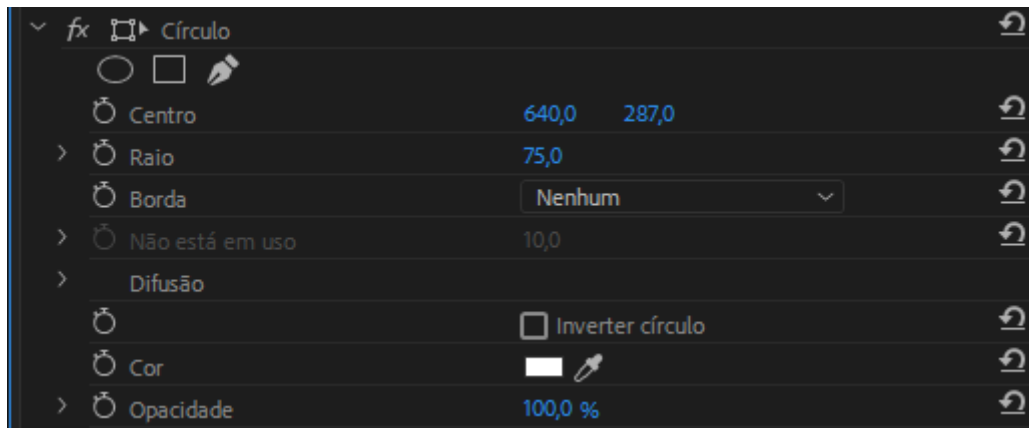 fx Círculo
Centro 640,0 287,0
Raio 75,0
Borda Nenhum
Não está em uso 10,0
Difusão
Inverter círculo
Cor
Opacidade 100,0 %